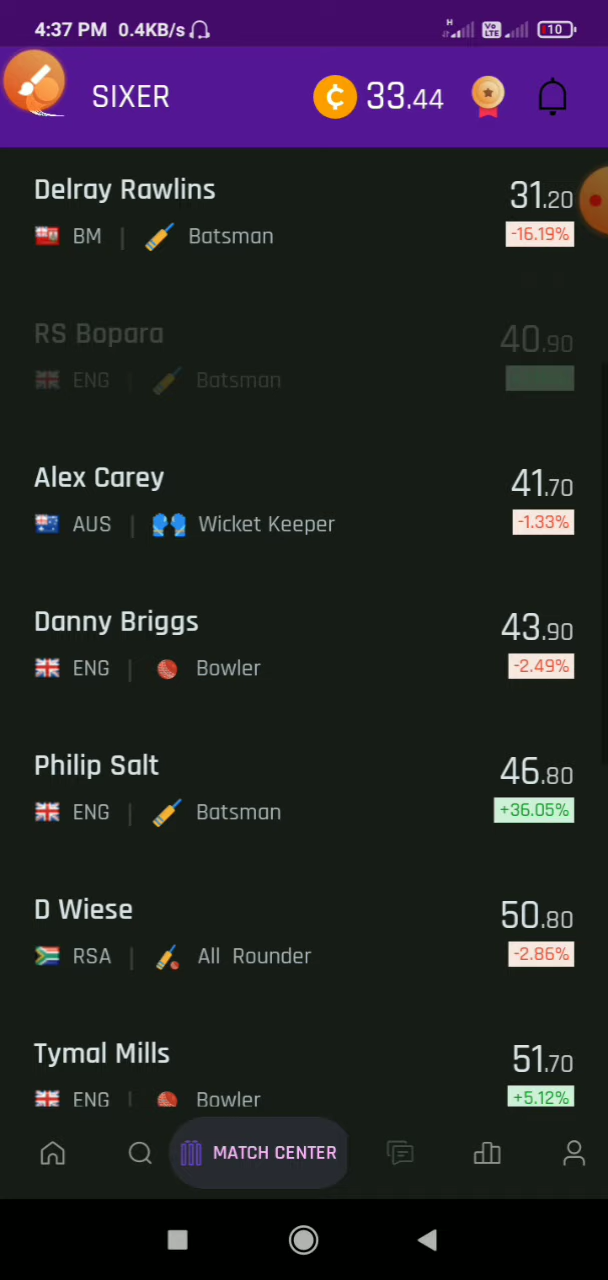 4:37 PM 0.4KB/s H Vo LTE 10
SIXER ¢ 33.44
Delray Rawlins 31.20
BM | Batsman -16.19%
RS Bopara 40.90
ENG | Batsman
Alex Carey 41.70
AUS | Wicket Keeper -1.33%
Danny Briggs 43.90
ENG | Bowler -2.49%
Philip Salt 46.80
ENG | Batsman +36.05%
D Wiese 50.80
RSA | All Rounder -2.86%
Tymal Mills 51.70
ENG | Bowler +5.12%
MATCH CENTER